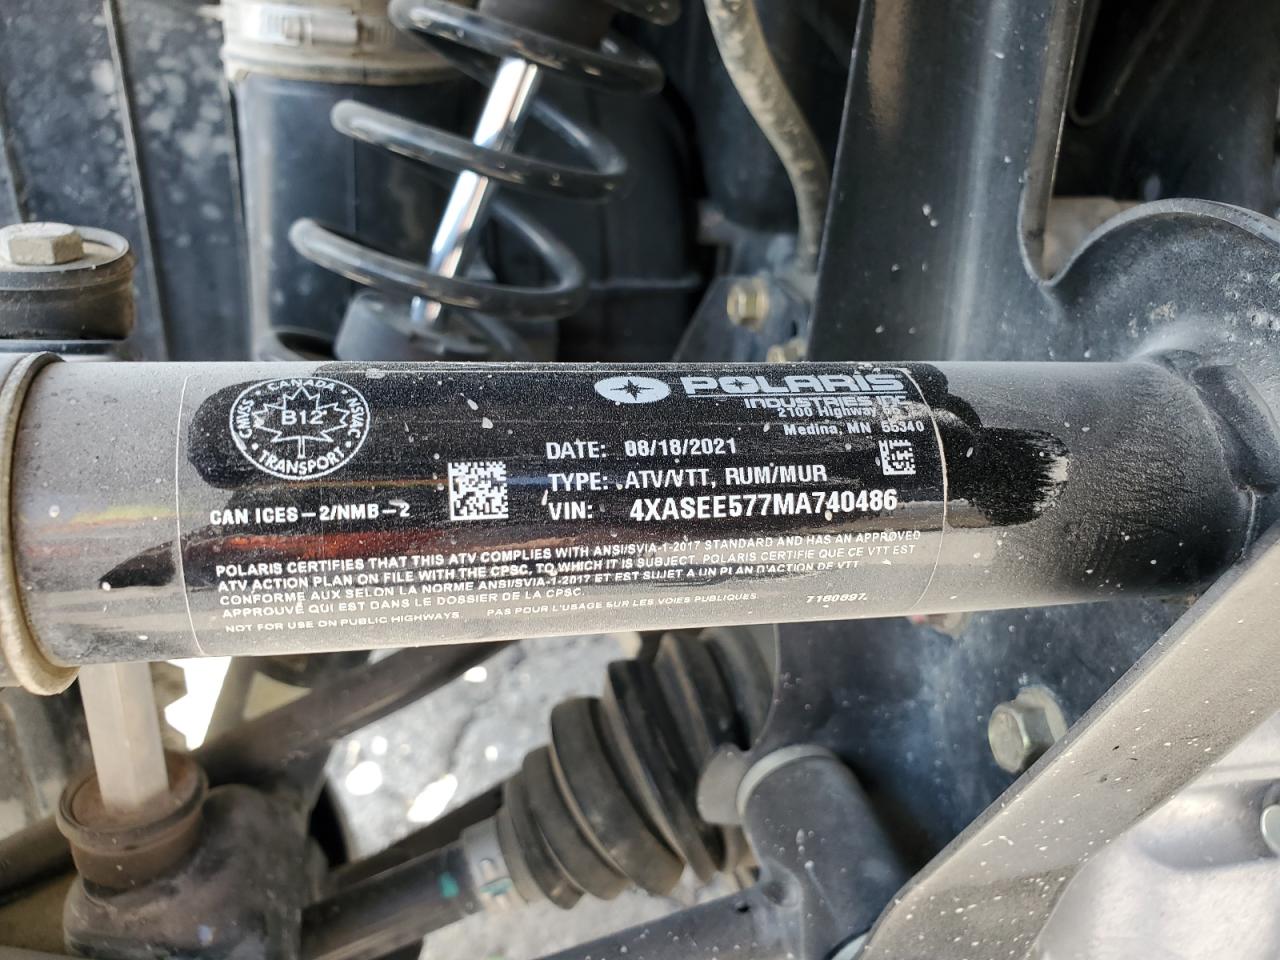 CANADA
CMVSS
NSVAC
B12
TRANSPORT
POLARIS
INDUSTRIES INC
2100 Highway 55
Medina, MN 55340
DATE: 08/18/2021
TYPE: ATV/VTT, RUM/MUR
VIN: 4XASEE577MA740486
CAN ICES-2/NMB-2
POLARIS CERTIFIES THAT THIS ATV COMPLIES WITH ANSI/SVIA-1-2017 STANDARD AND HAS AN APPROVED
ATV ACTION PLAN ON FILE WITH THE CPSC, TO WHICH IT IS SUBJECT. POLARIS CERTIFIE QUE CE VTT EST
CONFORME AUX SELON LA NORME ANSI/SVIA-1-2017 ET EST SUJET A UN PLAN D'ACTION DE VTT
APPROUVÉ QUI EST DANS LE DOSSIER DE LA CPSC.
NOT FOR USE ON PUBLIC HIGHWAYS. PAS POUR L'USAGE SUR LES VOIES PUBLIQUES 7180697.